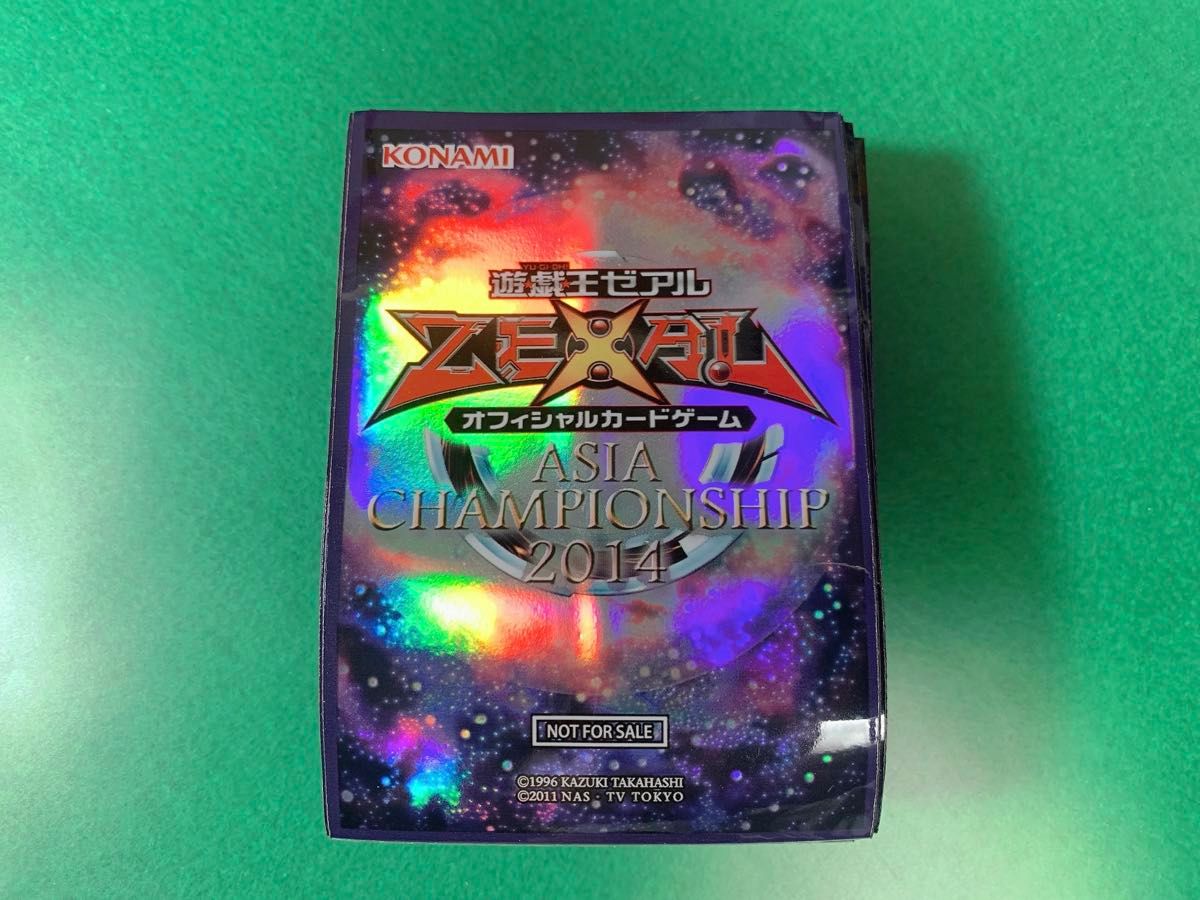 KONAMI
YU-GI-OH!
遊☆戯☆王ゼアル
ZEXAL
オフィシャルカードゲーム
ASIA
CHAMPIONSHIP
2014
NOT FOR SALE
©1996 KAZUKI TAKAHASHI
©2011 NAS・TV TOKYO